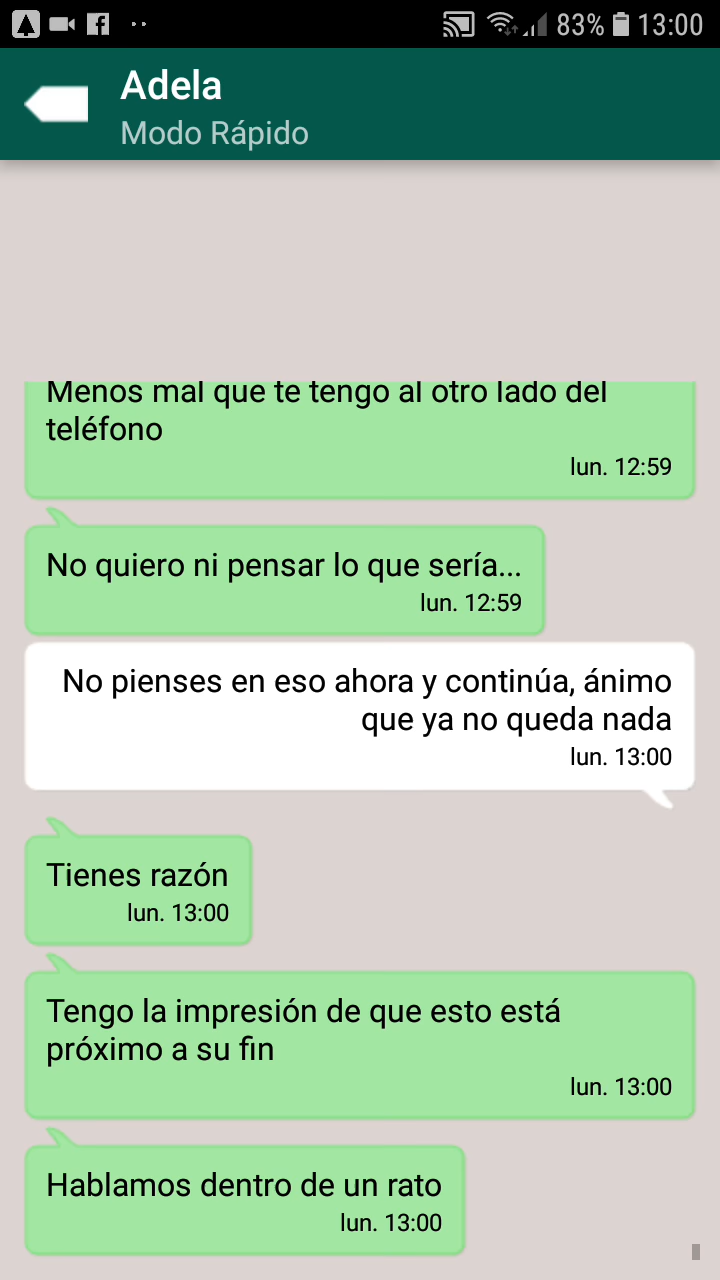 83% 13:00
Adela
Modo Rápido
Menos mal que te tengo al otro lado del
teléfono
lun. 12:59
No quiero ni pensar lo que sería...
lun. 12:59
No pienses en eso ahora y continúa, ánimo
que ya no queda nada
lun. 13:00
Tienes razón
lun. 13:00
Tengo la impresión de que esto está
próximo a su fin
lun. 13:00
Hablamos dentro de un rato
lun. 13:00